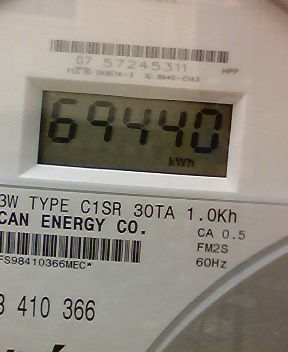 07 57245311
HPP
69440
kWh
3W TYPE C1SR 30TA 1.0Kh
CAN ENERGY CO.
CA 0.5
FM2S
FS98410366MEC*
60Hz
3 410 366